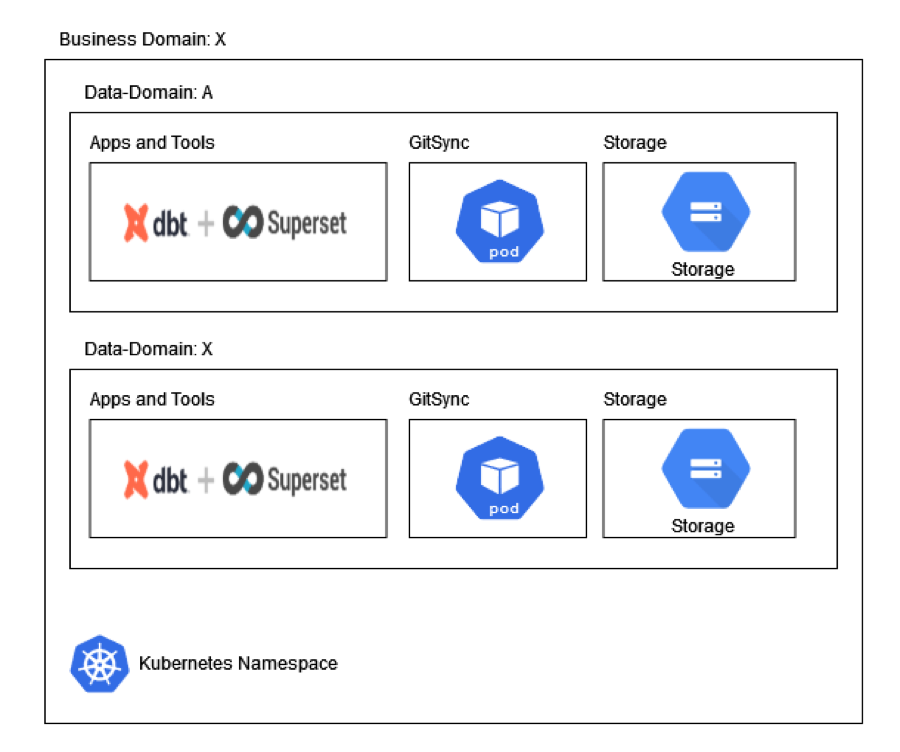 Business Domain: X
Data-Domain: A
Apps and Tools
GitSync
Storage
dbt + Superset
pod
Storage
Data-Domain: X
Apps and Tools
GitSync
Storage
dbt + Superset
pod
Storage
Kubernetes Namespace